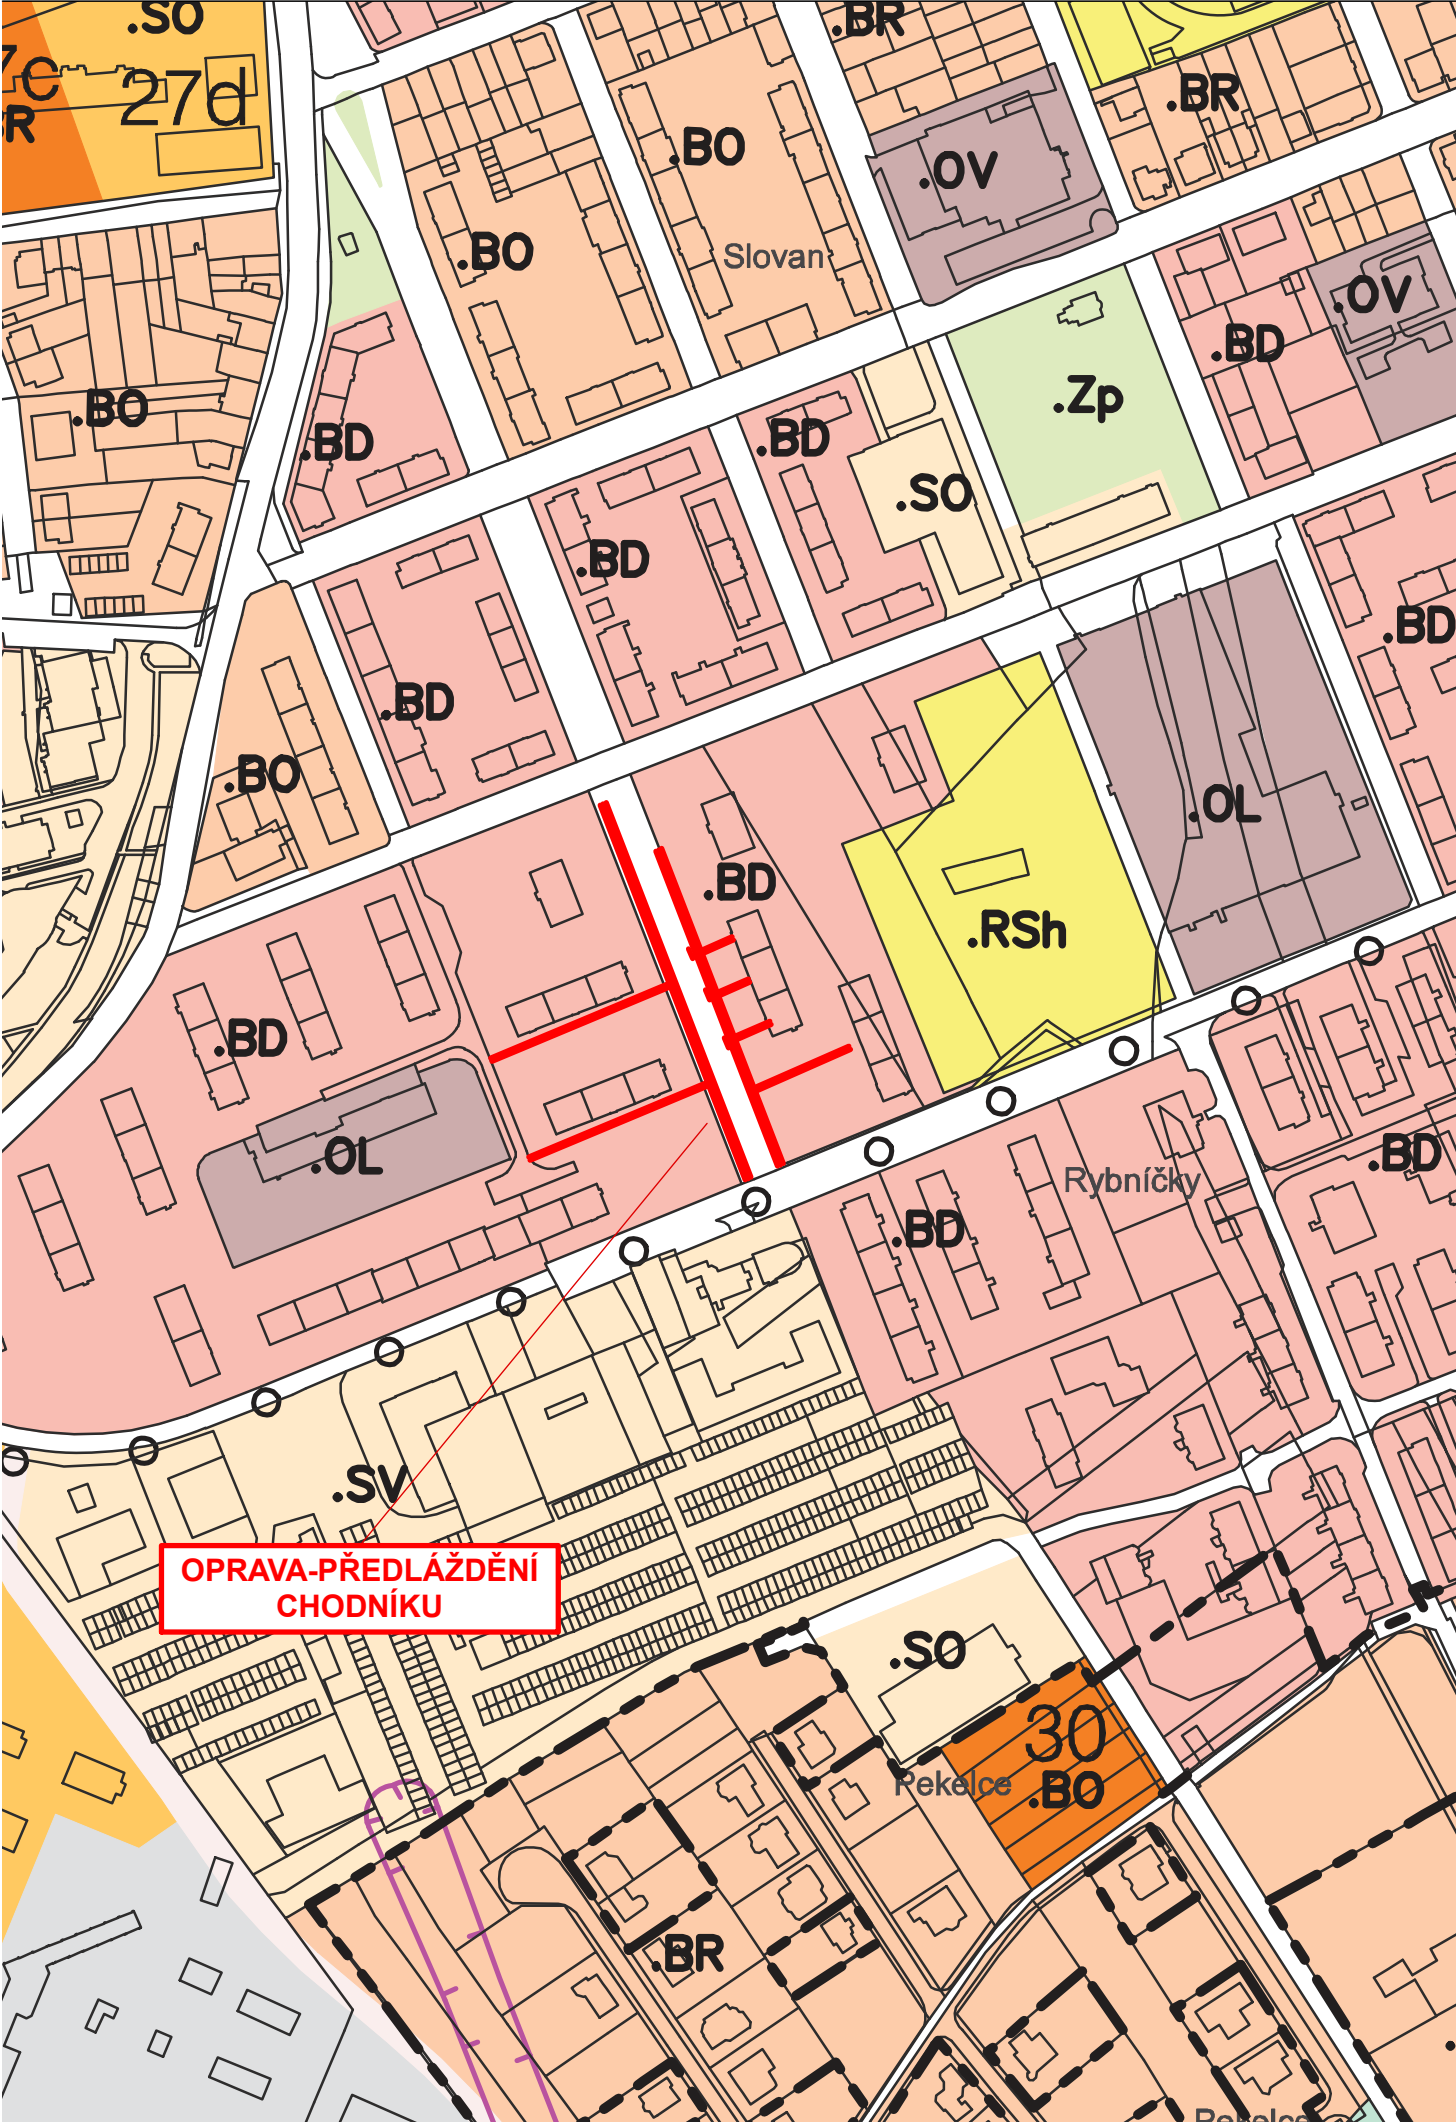 .SO
.BR
7c
27d
.BR
R
.BO
.OV
.BO
Slovan
.OV
.BD
.Zp
.BO
.BD
.BD
.SO
.BD
.BD
.BD
.BO
.OL
.BD
.RSh
.BD
.OL
.BD
Rybníčky
.BD
.SV
OPRAVA-PŘEDLÁŽDĚNÍ
CHODNÍKU
.SO
30
Pekelce
.BO
.BR